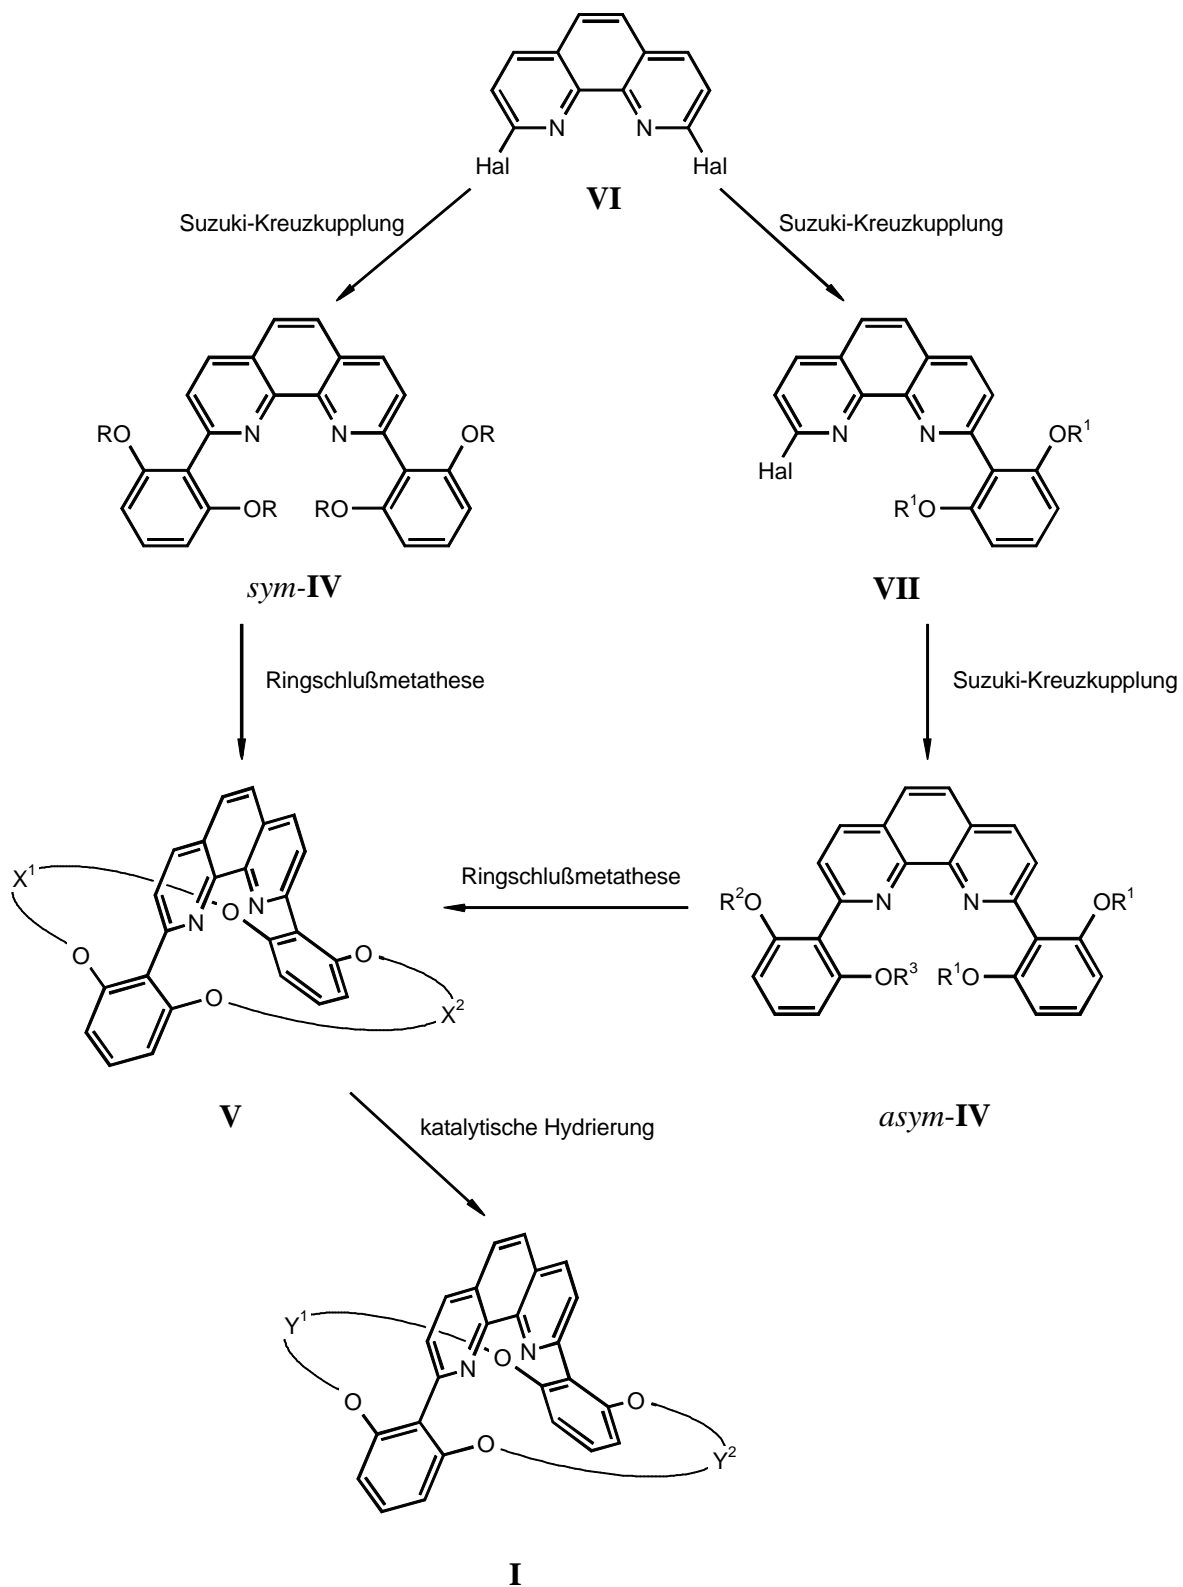 N N
Hal Hal
VI
Suzuki-Kreuzkupplung Suzuki-Kreuzkupplung
RO N N OR
OR RO
sym-IV
N N OR¹
Hal
R¹O
VII
Ringschlußmetathese
Suzuki-Kreuzkupplung
X¹ O N N
O O
O X²
V
Ringschlußmetathese
R²O N N OR¹
OR³ R¹O
asym-IV
katalytische Hydrierung
Y¹ O N N
O O
O Y²
I